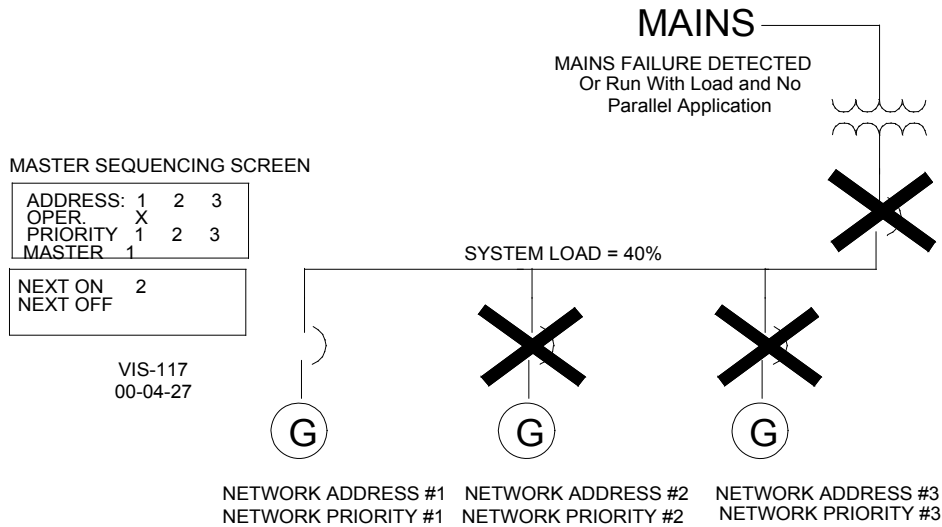 MAINS
MAINS FAILURE DETECTED
Or Run With Load and No
Parallel Application
MASTER SEQUENCING SCREEN
ADDRESS: 1 2 3
OPER. X
PRIORITY 1 2 3
MASTER 1
SYSTEM LOAD = 40%
NEXT ON 2
NEXT OFF
VIS-117
00-04-27
G G G
NETWORK ADDRESS #1 NETWORK ADDRESS #2 NETWORK ADDRESS #3
NETWORK PRIORITY #1 NETWORK PRIORITY #2 NETWORK PRIORITY #3